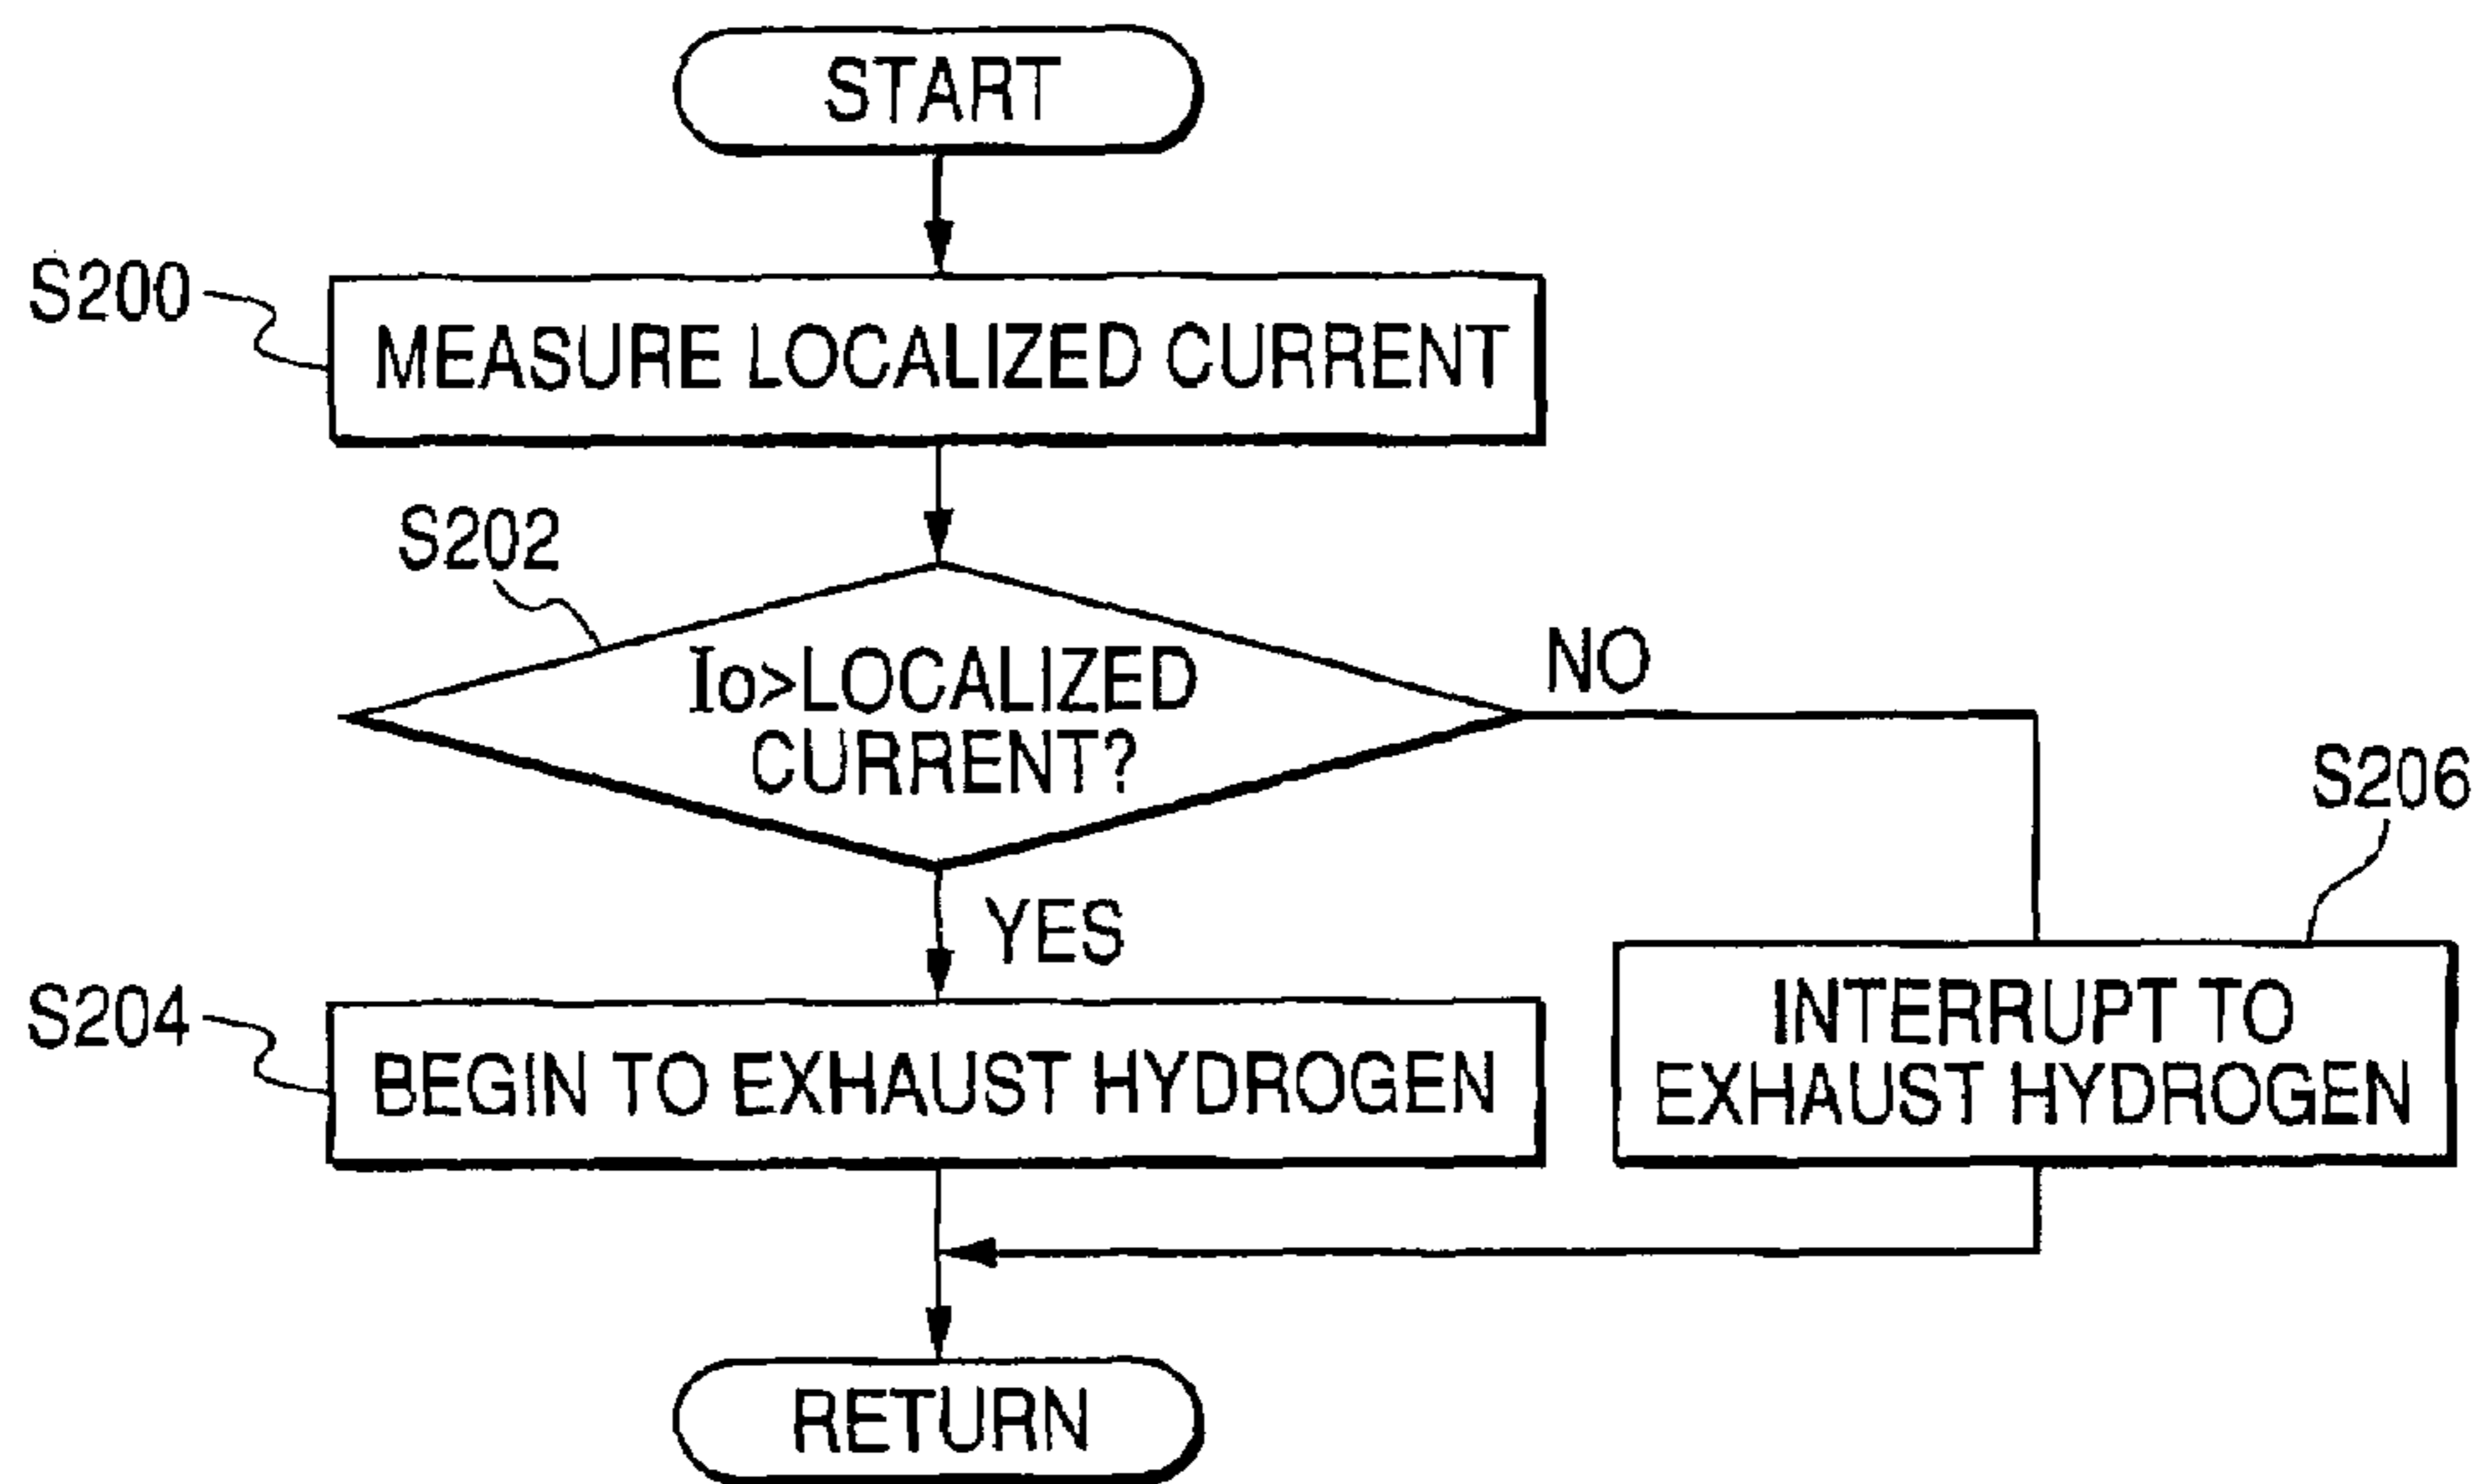 START
S200
MEASURE LOCALIZED CURRENT
S202
Io>LOCALIZED
CURRENT?
NO
YES
S204
BEGIN TO EXHAUST HYDROGEN
S206
INTERRUPT TO
EXHAUST HYDROGEN
RETURN